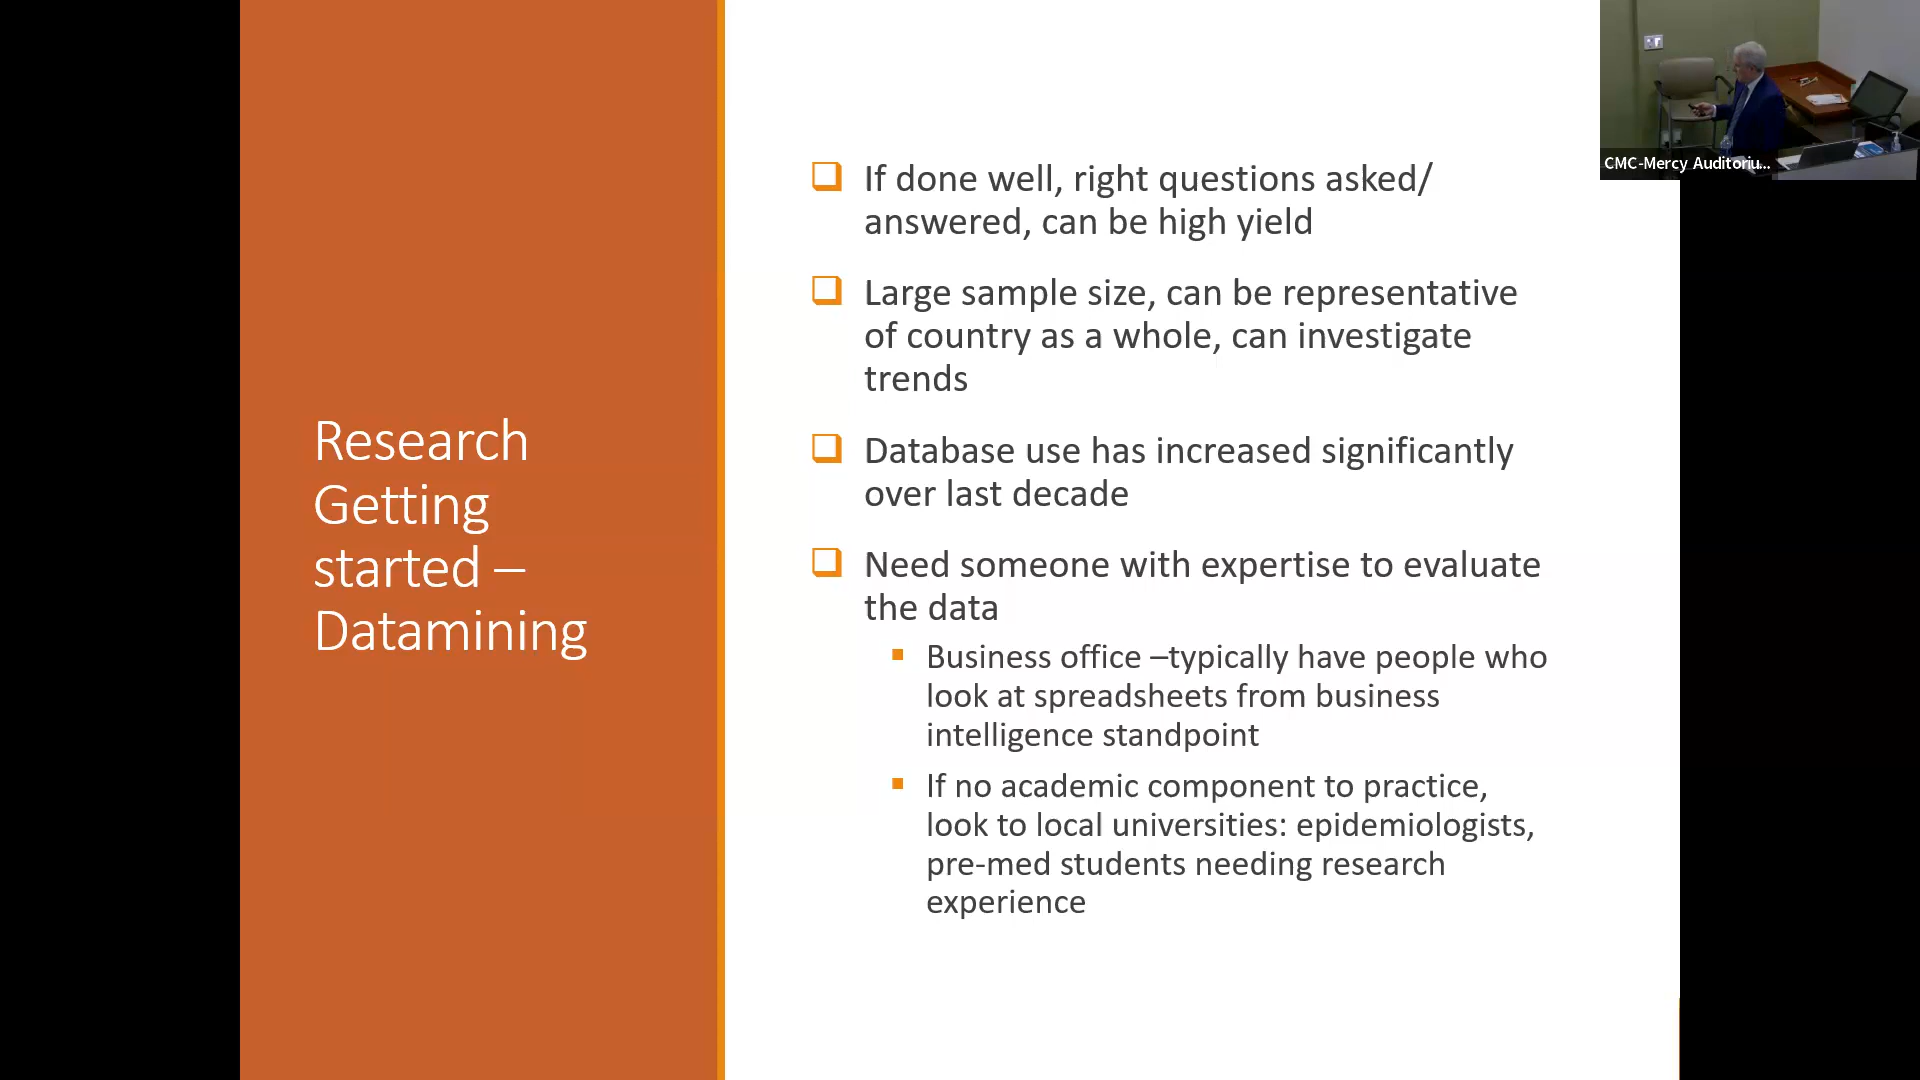 Research
Getting
started –
Datamining
If done well, right questions asked/
answered, can be high yield
Large sample size, can be representative
of country as a whole, can investigate
trends
Database use has increased significantly
over last decade
Need someone with expertise to evaluate
the data
Business office –typically have people who
look at spreadsheets from business
intelligence standpoint
If no academic component to practice,
look to local universities: epidemiologists,
pre-med students needing research
experience
CMC-Mercy Auditoriu...